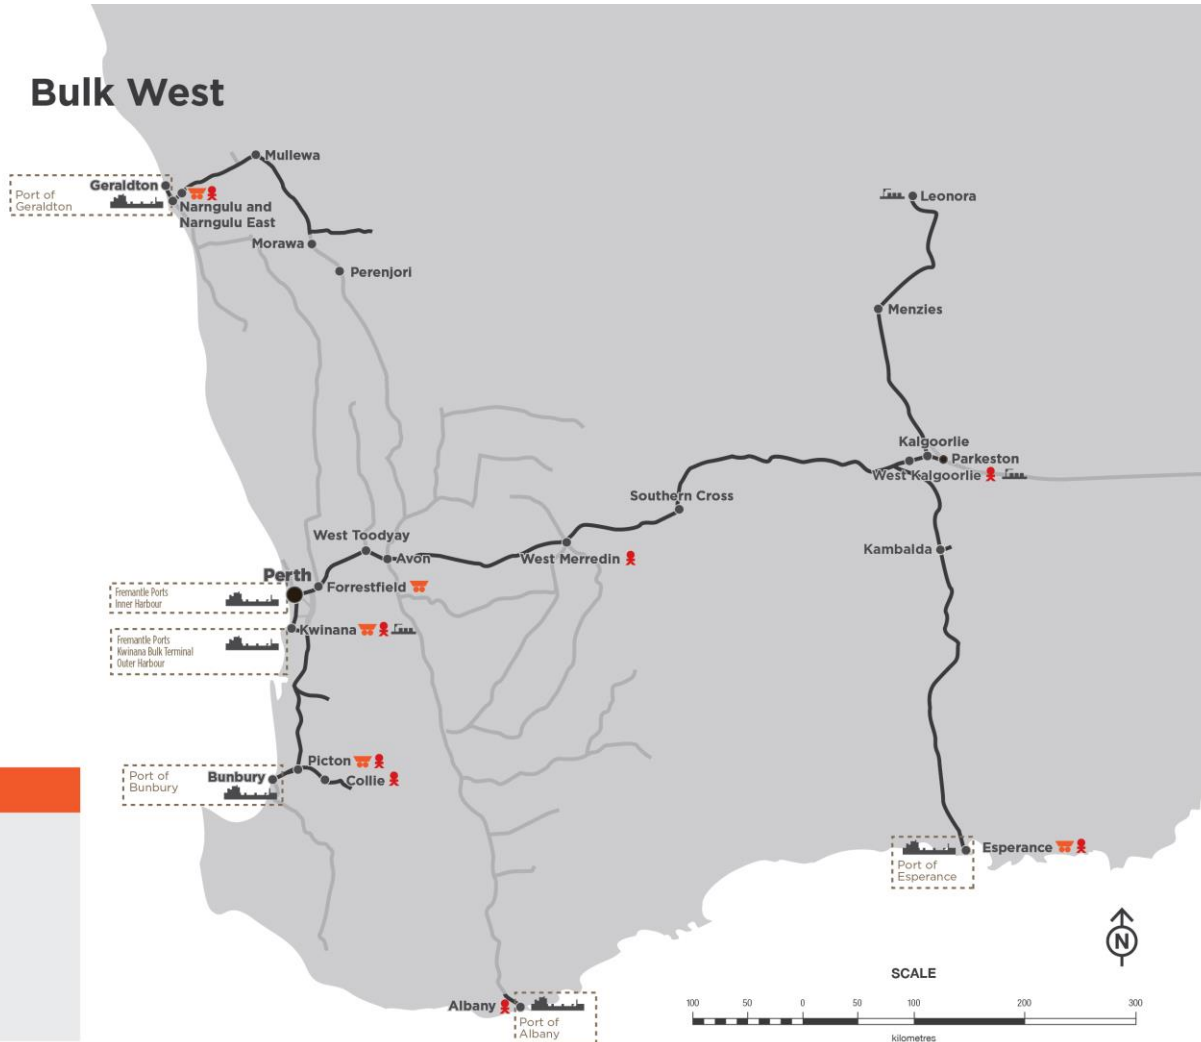 Bulk West
Mullewa
Geraldton
Port of
Geraldton
Narngulu and
Narngulu East
Leonora
Morawa
Perenjori
Menzies
Kalgoorlie
Parkeston
West Kalgoorlie
Southern Cross
West Toodyay
Avon
West Merredin
Kambalda
Perth
Forrestfield
Fremantle Ports
Inner Harbour
Kwinana
Fremantle Ports
Kwinana Bulk Terminal
Outer Harbour
Picton
Port of
Bunbury
Bunbury
Collie
Esperance
Port of
Esperance
N
SCALE
Albany
Port of
Albany
100 50 0 50 100 200 300
kilometres